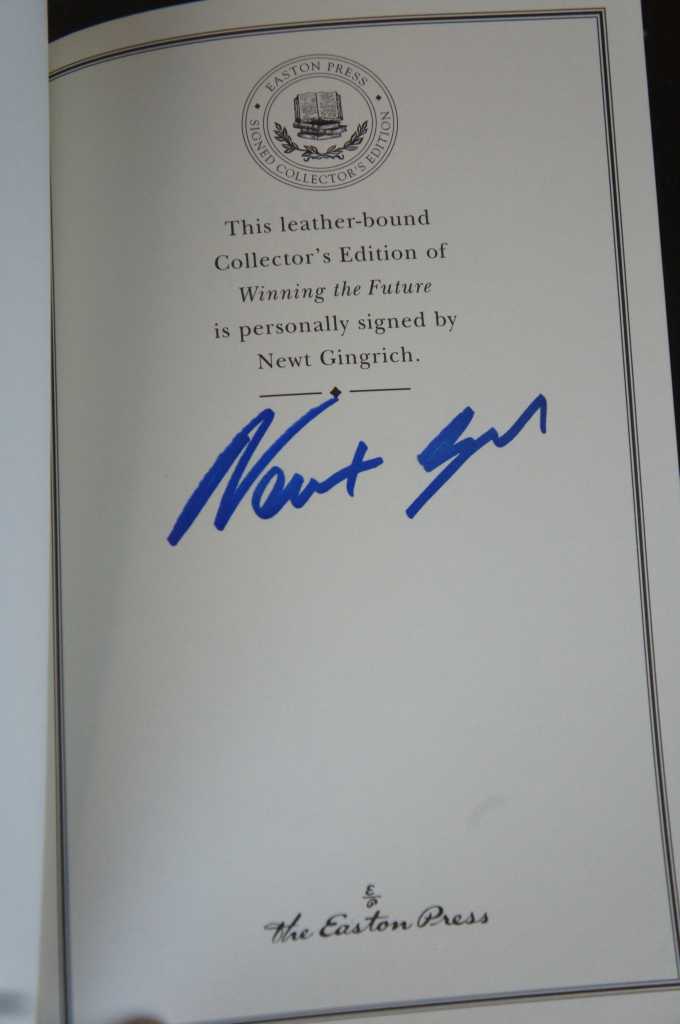 EASTON PRESS
SIGNED COLLECTOR'S EDITION
This leather-bound
Collector's Edition of
Winning the Future
is personally signed by
Newt Gingrich.
Newt
The Easton Press